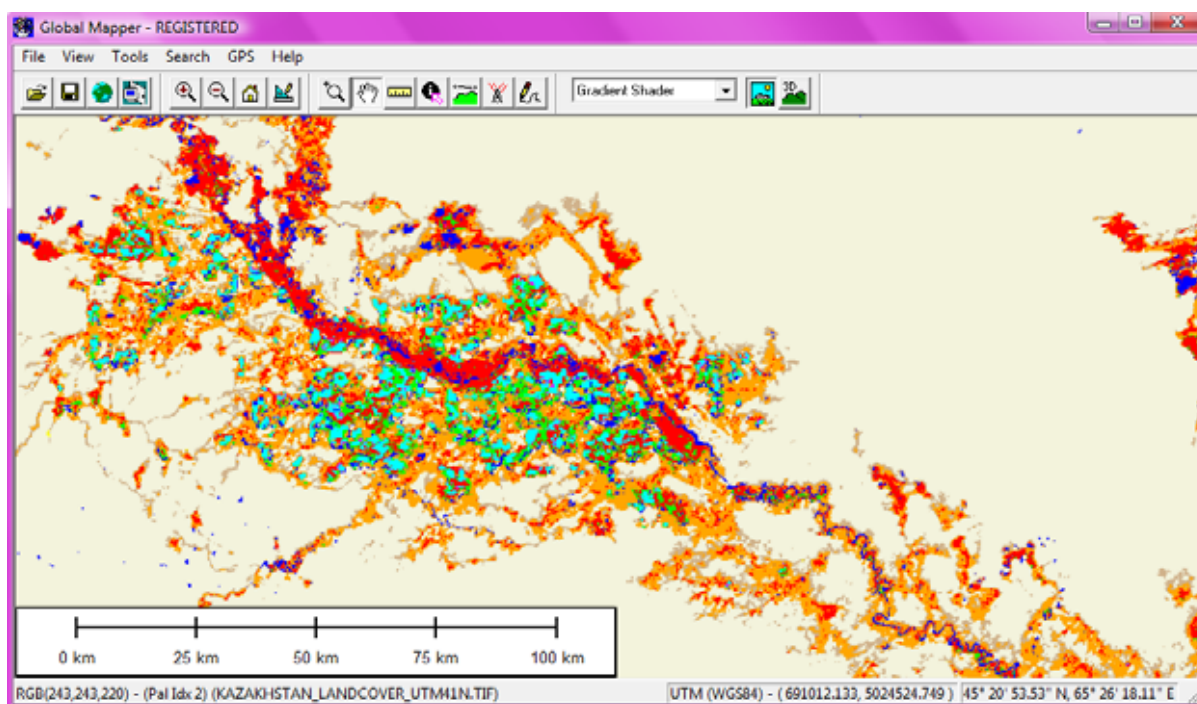 Global Mapper - REGISTERED
File View Tools Search GPS Help
Gradient Shader
3D
0 km 25 km 50 km 75 km 100 km
RGB(243,243,220) - (Pal Idx 2) (KAZAKHSTAN_LANDCOVER_UTM41N.TIF) UTM (WGS84) - ( 691012.133, 5024524.749 ) 45° 20' 53.53" N, 65° 26' 18.11" E